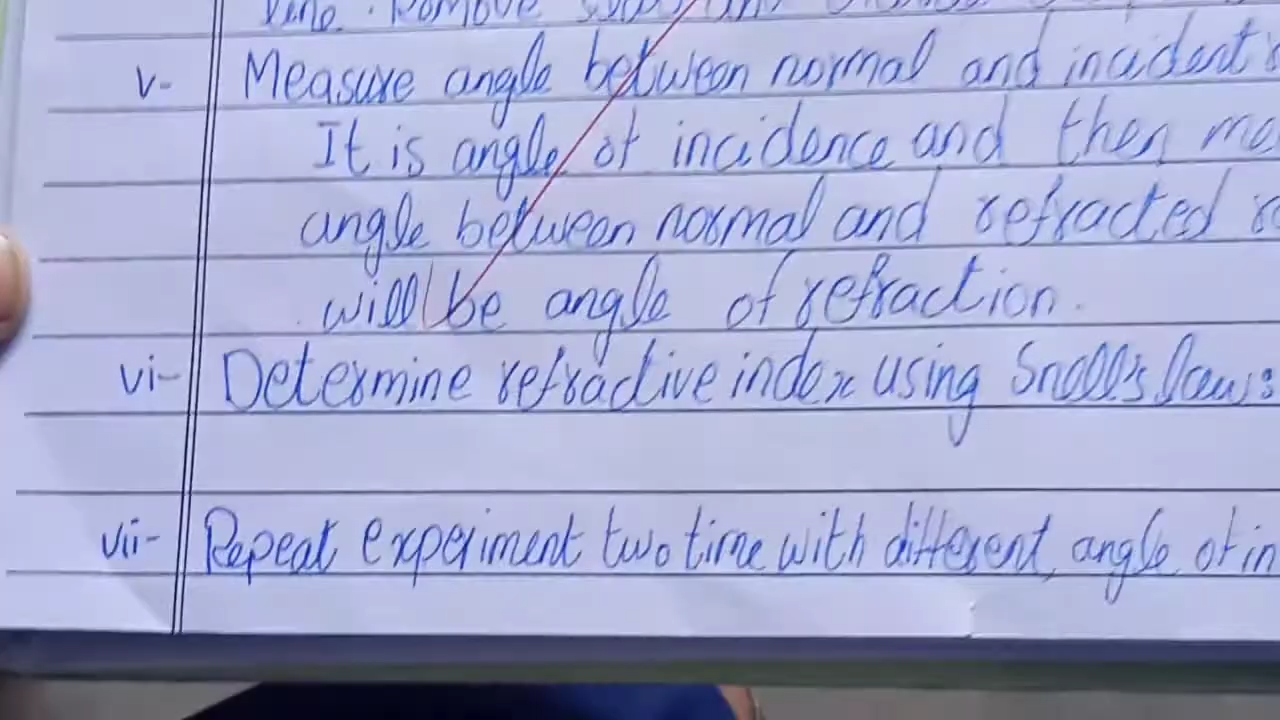 line. Remove
v- Measure angle between normal and incident
It is angle of incidence and then
angle between normal and refracted
will be angle of refraction.
vi- Determine refractive index using Snell's law:
vii- Repeat experiment two time with different angle of in